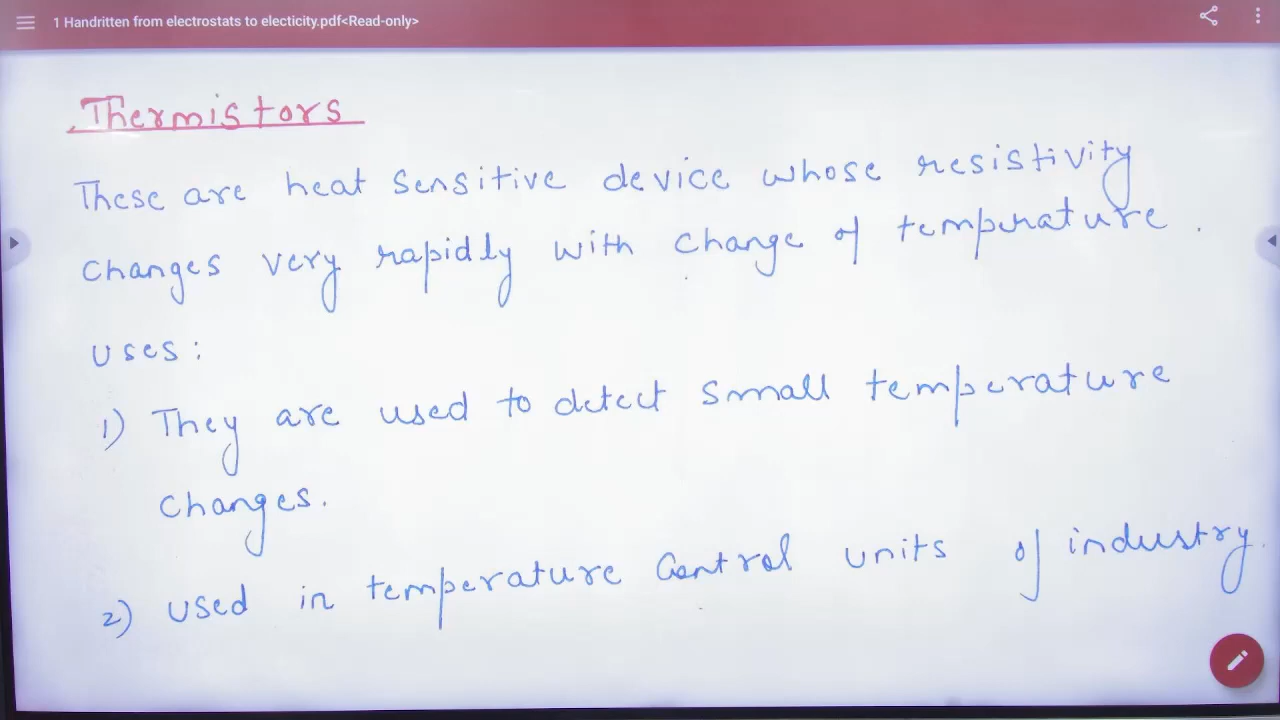 1 Handritten from electrostats to electicity.pdf<Read-only>
Thermistors
These are heat sensitive device whose resistivity
changes very rapidly with change of temperature.
uses:
1) They are used to detect small temperature
changes.
2) used in temperature control units of industry.